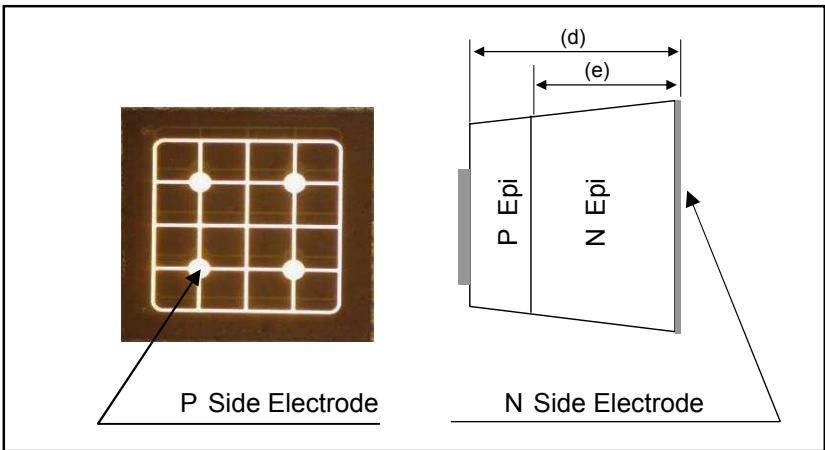 (d)
(e)
P Epi
N Epi
P Side Electrode
N Side Electrode